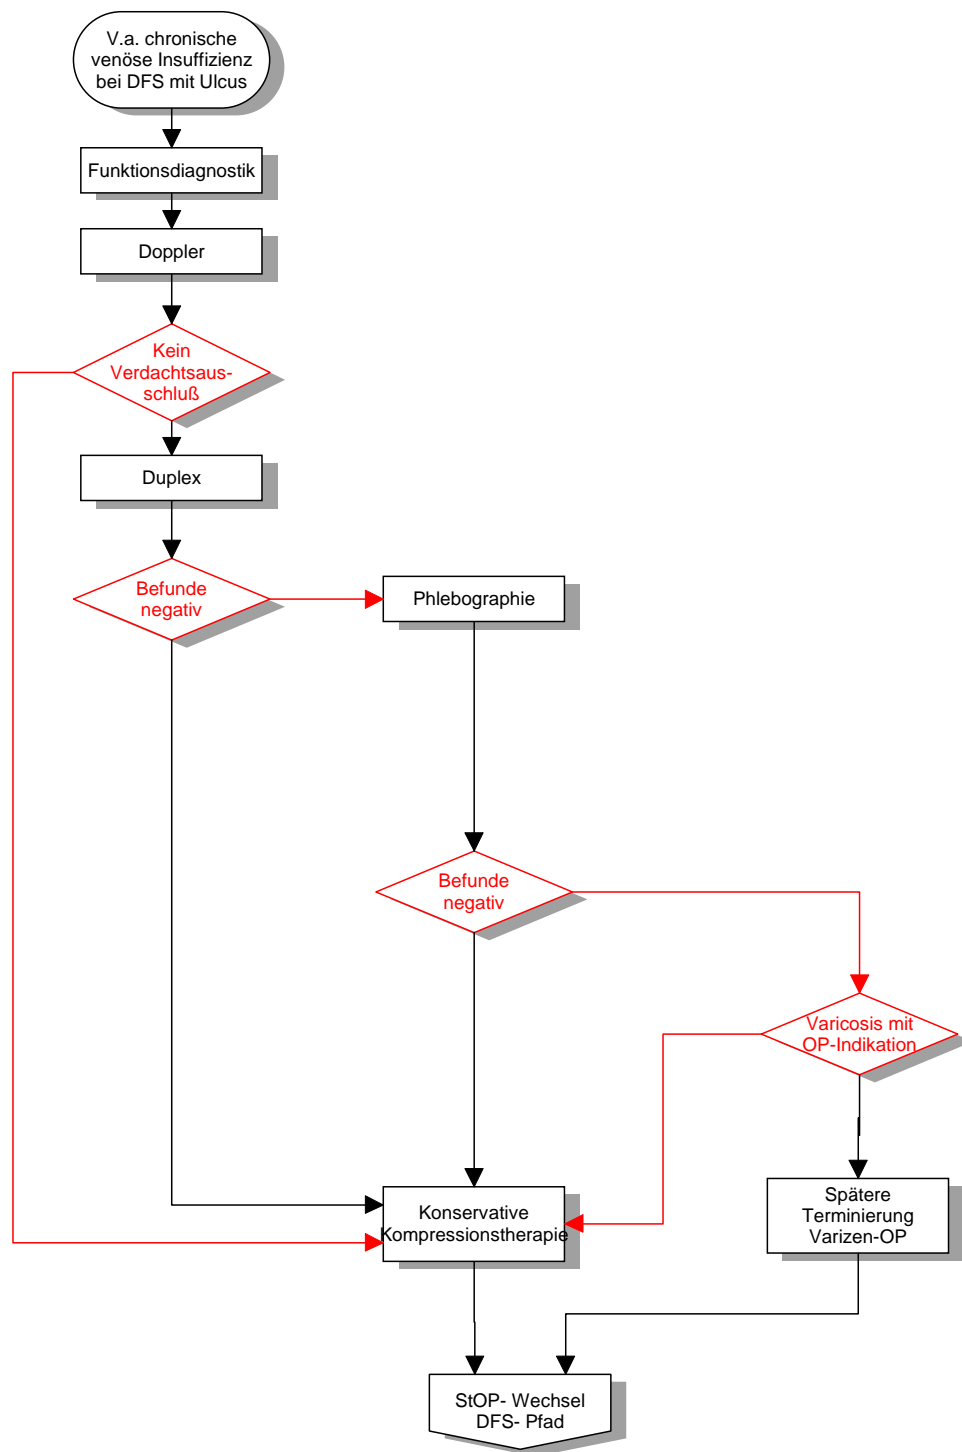 V.a. chronische
venöse Insuffizienz
bei DFS mit Ulcus
Funktionsdiagnostik
Doppler
Kein
Verdachtsaus-
schluß
Duplex
Befunde
negativ
Phlebographie
Befunde
negativ
Varicosis mit
OP-Indikation
Konservative
Kompressionstherapie
Spätere
Terminierung
Varizen-OP
StOP- Wechsel
DFS- Pfad